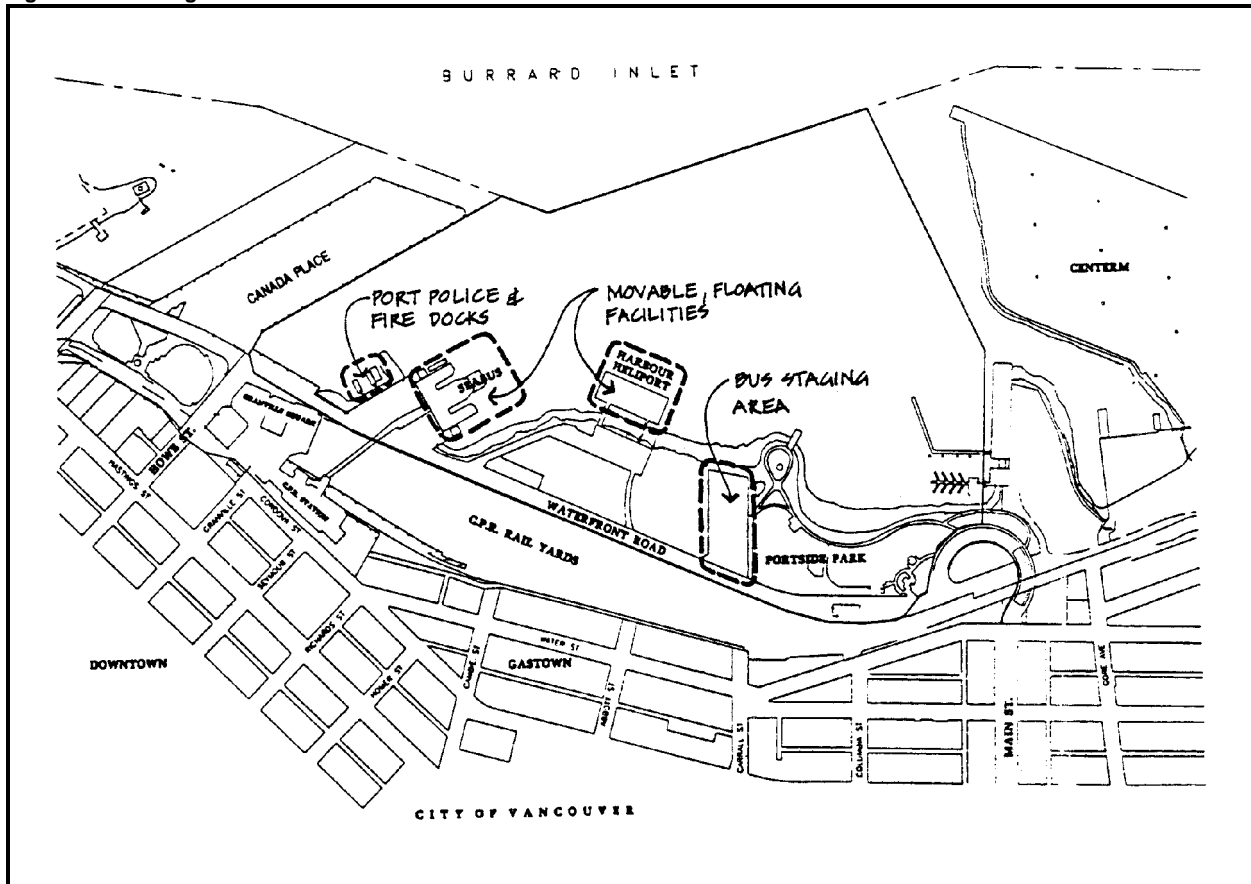 BURRARD INLET
CENTERM
CANADA PLACE
PORT POLICE &
FIRE DOCKS
MOVABLE, FLOATING
FACILITIES
SEABUS
HARBOUR
HELIPORT
BUS STAGING
AREA
GRANVILLE SQUARE
HOWE ST.
HASTINGS ST
GRANVILLE ST
CORDOVA ST
C.P.R. STATION
SEYMOUR ST
WATERFRONT ROAD
C.P.R. RAIL YARDS
PORTSIDE PARK
RICHARDS ST
HOMER ST
CAMBIE ST
WATER ST
GASTOWN
ABBOTT ST
CARRALL ST
COLUMBIA ST
MAIN ST.
GORE AVE
DOWNTOWN
CITY OF VANCOUVER